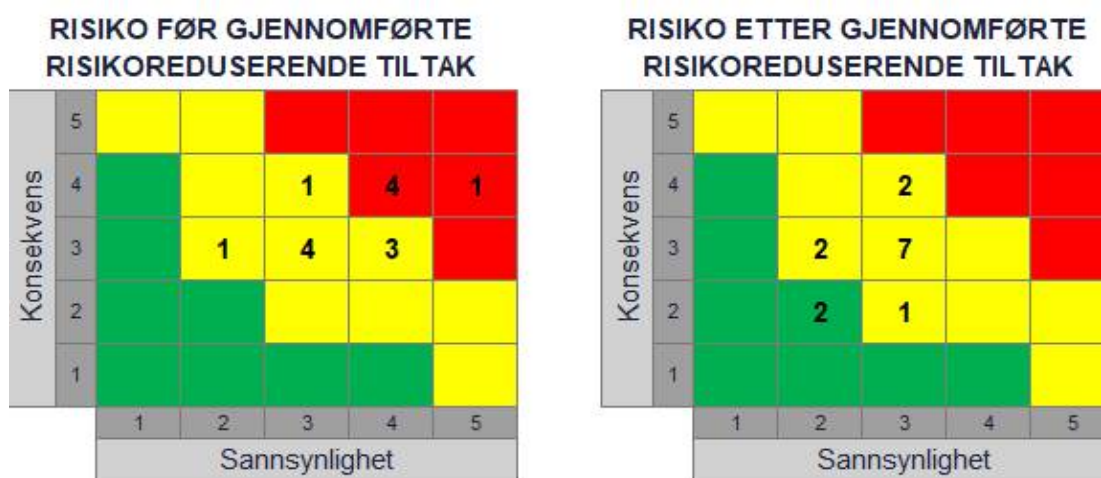 RISIKO FØR GJENNOMFØRTE
RISIKOREDUSERENDE TILTAK
Konsekvens
5
4 1 4 1
3 1 4 3
2
1
1 2 3 4 5
Sannsynlighet
RISIKO ETTER GJENNOMFØRTE
RISIKOREDUSERENDE TILTAK
Konsekvens
5
4 2
3 2 7
2 2 1
1
1 2 3 4 5
Sannsynlighet